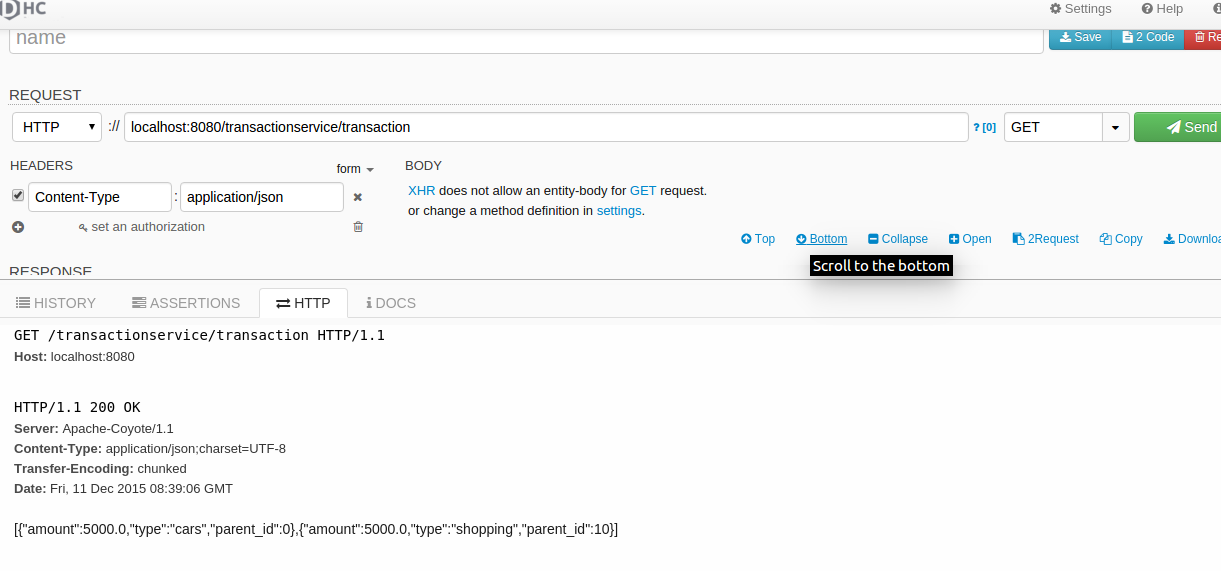 DHC
Settings Help
name
Save 2 Code Re
REQUEST
HTTP :// localhost:8080/transactionservice/transaction ? [0] GET Send
HEADERS form BODY
Content-Type : application/json
XHR does not allow an entity-body for GET request.
or change a method definition in settings.
set an authorization
Top Bottom Collapse Open 2Request Copy Downloa
Scroll to the bottom
RESPONSE
HISTORY ASSERTIONS HTTP DOCS
GET /transactionservice/transaction HTTP/1.1
Host: localhost:8080
HTTP/1.1 200 OK
Server: Apache-Coyote/1.1
Content-Type: application/json;charset=UTF-8
Transfer-Encoding: chunked
Date: Fri, 11 Dec 2015 08:39:06 GMT
[{"amount":5000.0,"type":"cars","parent_id":0},{"amount":5000.0,"type":"shopping","parent_id":10}]